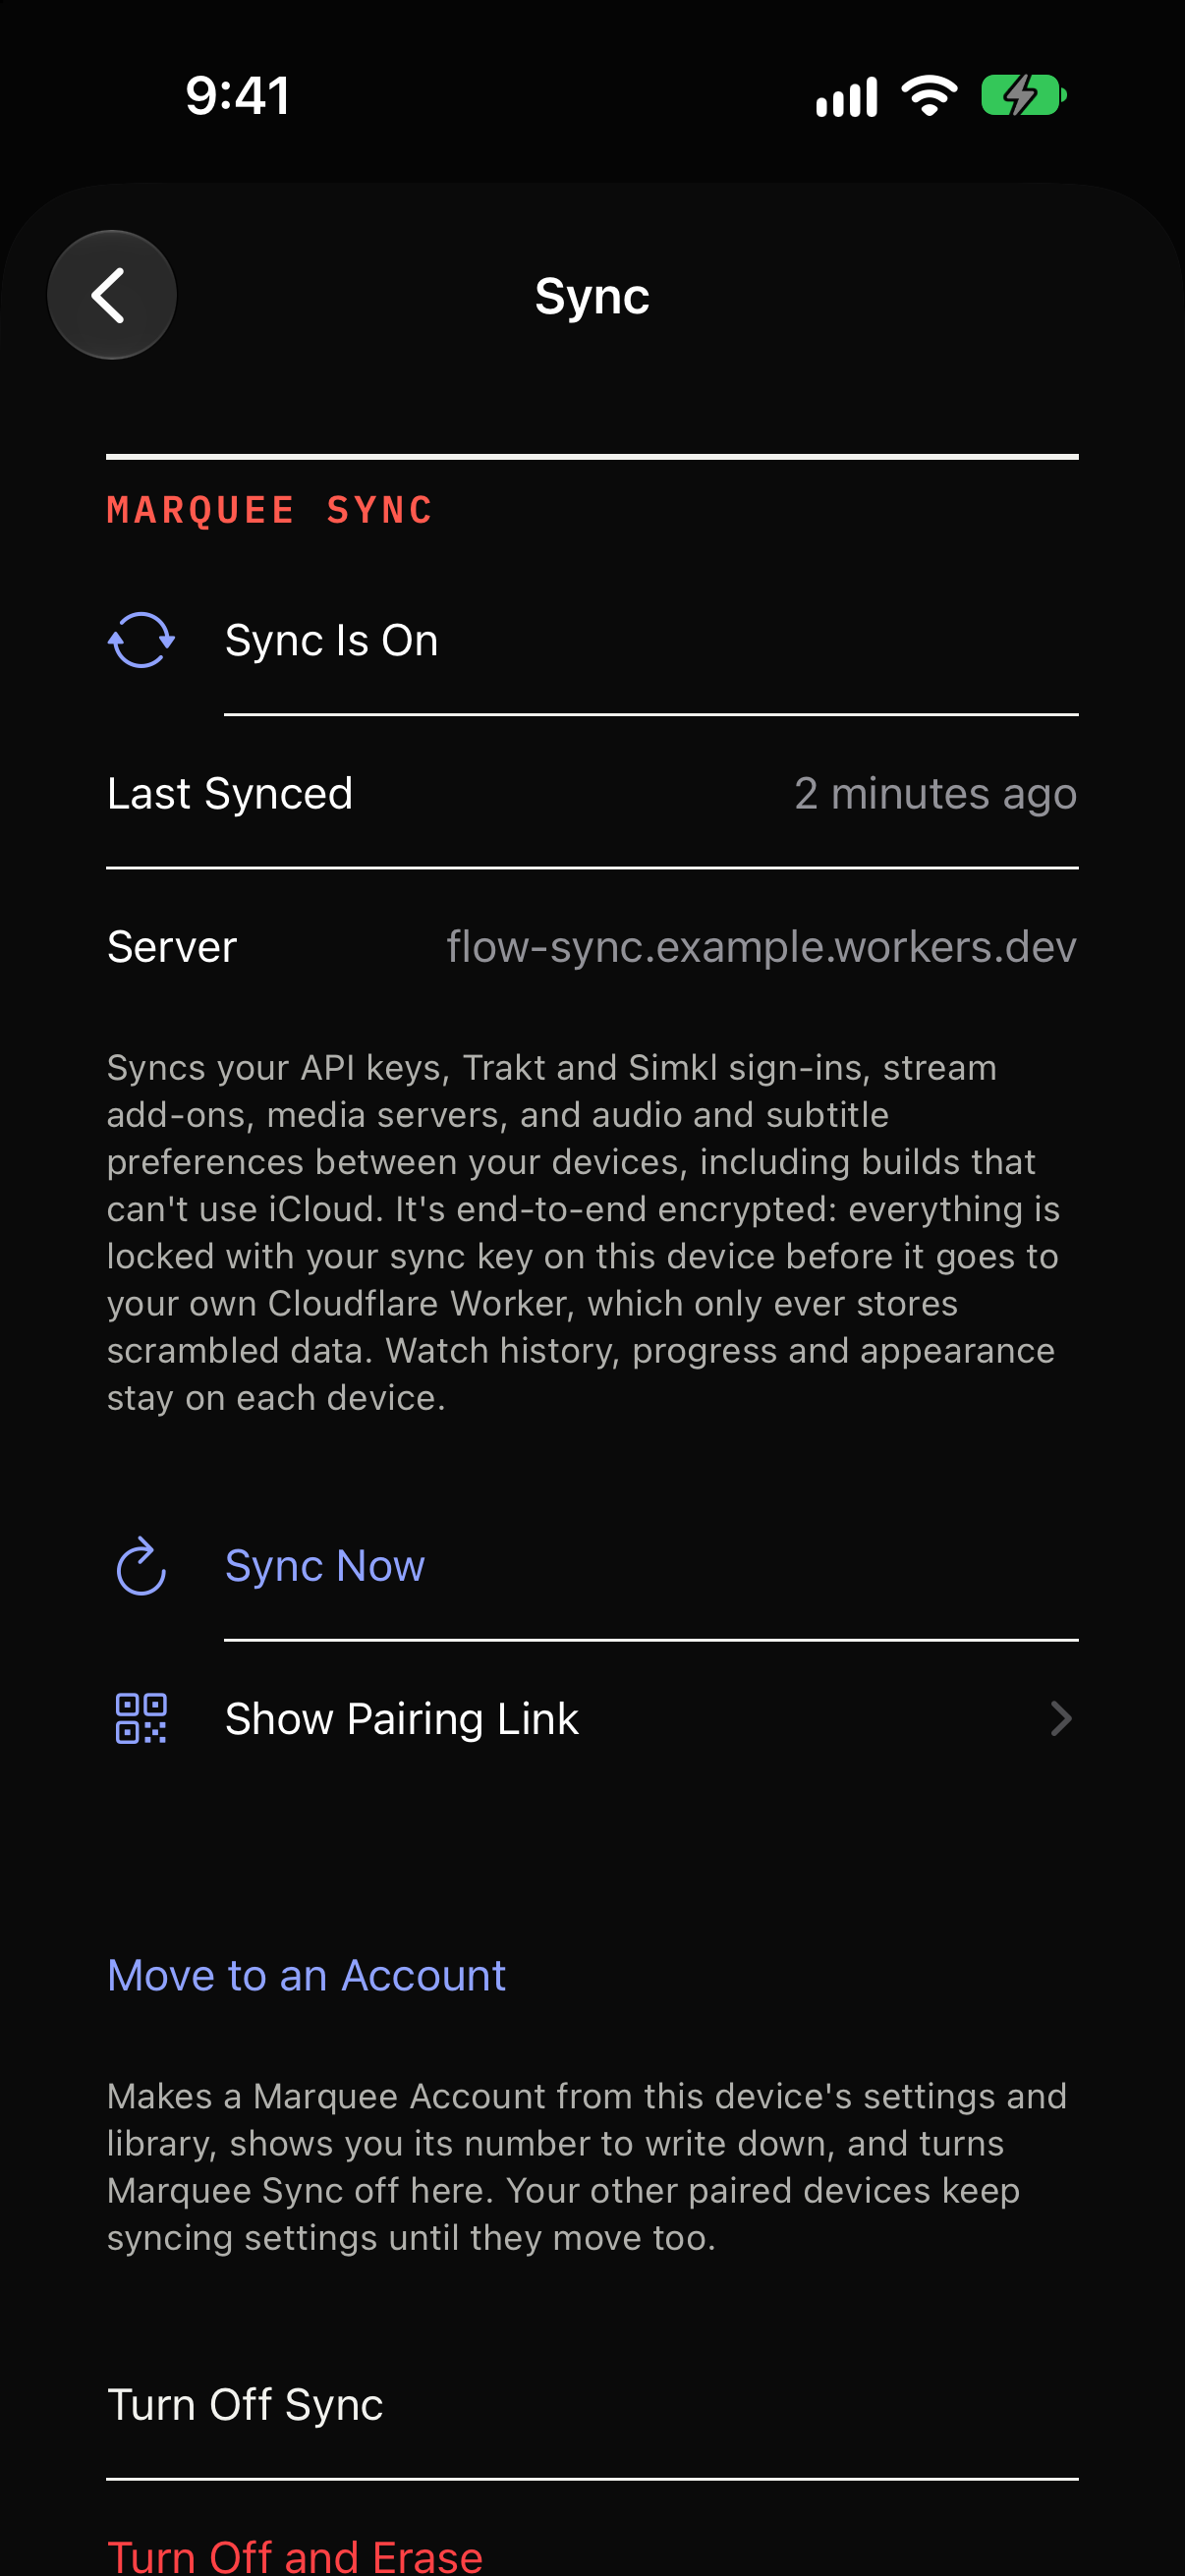 9:41
Sync
MARQUEE SYNC
Sync Is On
Last Synced 2 minutes ago
Server flow-sync.example.workers.dev
Syncs your API keys, Trakt and Simkl sign-ins, stream
add-ons, media servers, and audio and subtitle
preferences between your devices, including builds that
can't use iCloud. It's end-to-end encrypted: everything is
locked with your sync key on this device before it goes to
your own Cloudflare Worker, which only ever stores
scrambled data. Watch history, progress and appearance
stay on each device.
Sync Now
Show Pairing Link
Move to an Account
Makes a Marquee Account from this device's settings and
library, shows you its number to write down, and turns
Marquee Sync off here. Your other paired devices keep
syncing settings until they move too.
Turn Off Sync
Turn Off and Erase